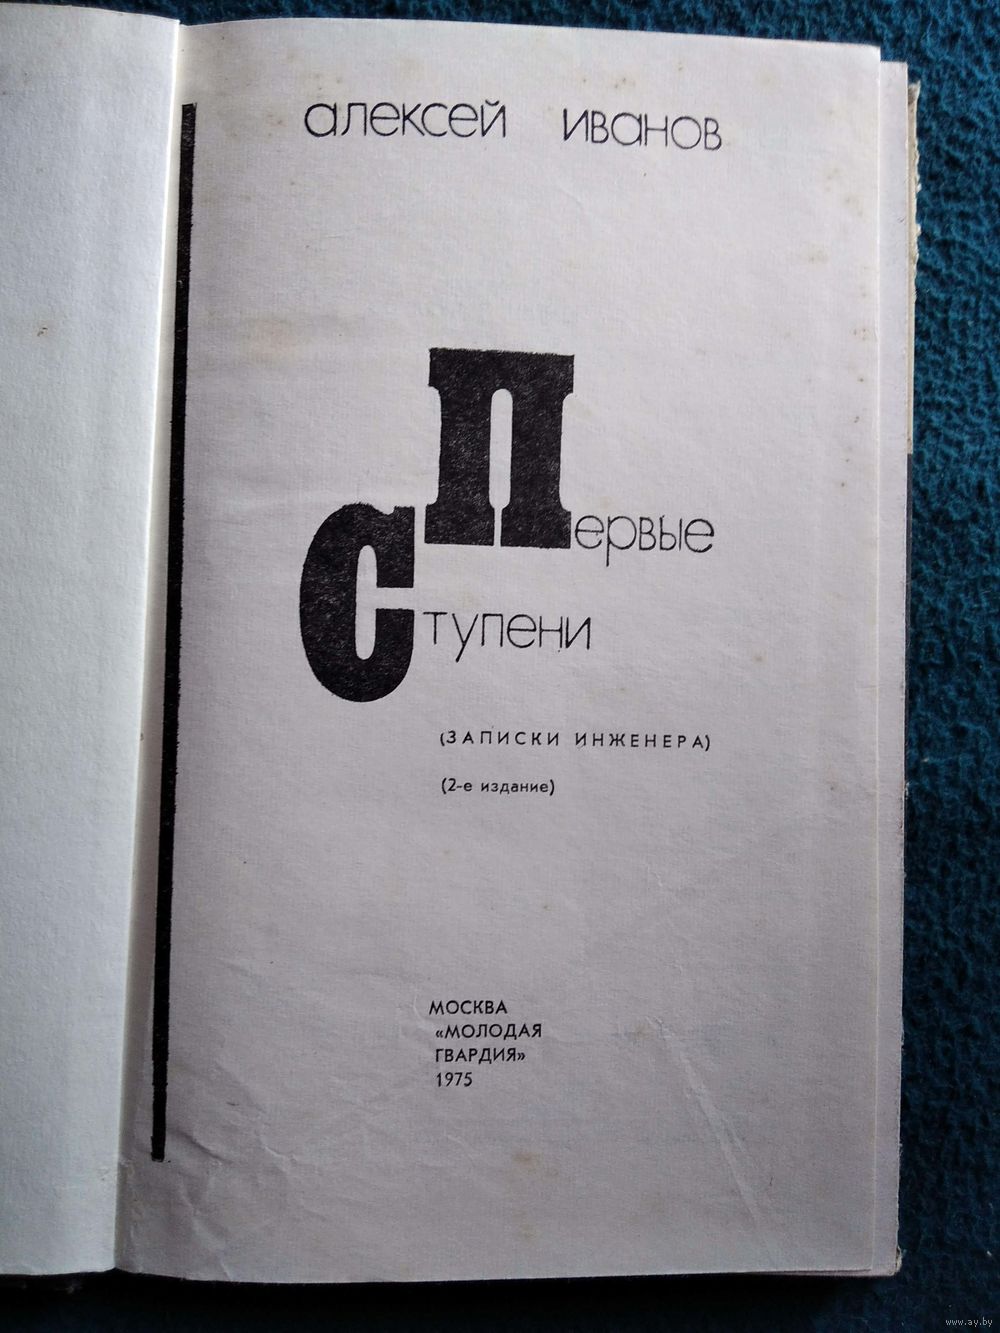 алексей иванов
Первые
Ступени
(ЗАПИСКИ ИНЖЕНЕРА)
(2-е издание)
МОСКВА
«МОЛОДАЯ
ГВАРДИЯ»
1975
www.ay.by